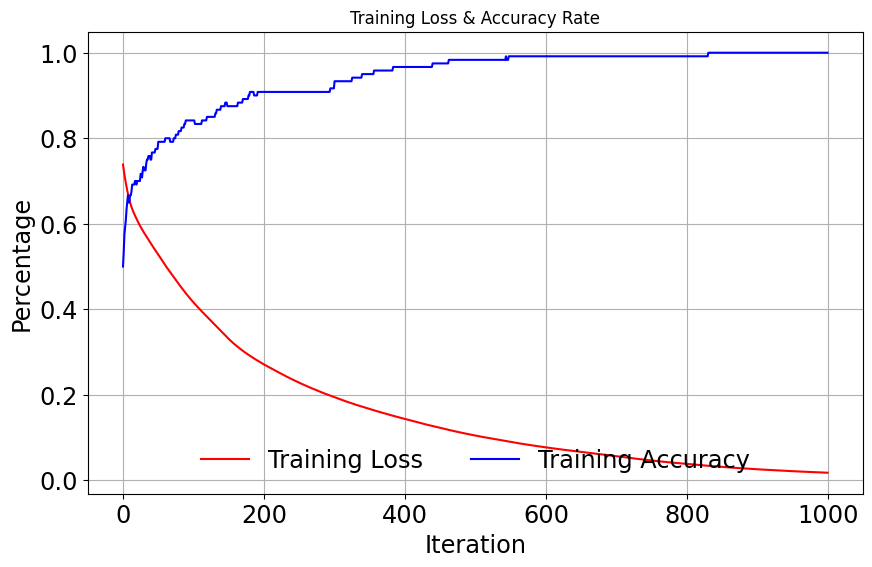 Training Loss & Accuracy Rate
1.0
0.8
0.6
0.4
0.2
0.0
Percentage
Training Loss
Training Accuracy
0 200 400 600 800 1000
Iteration